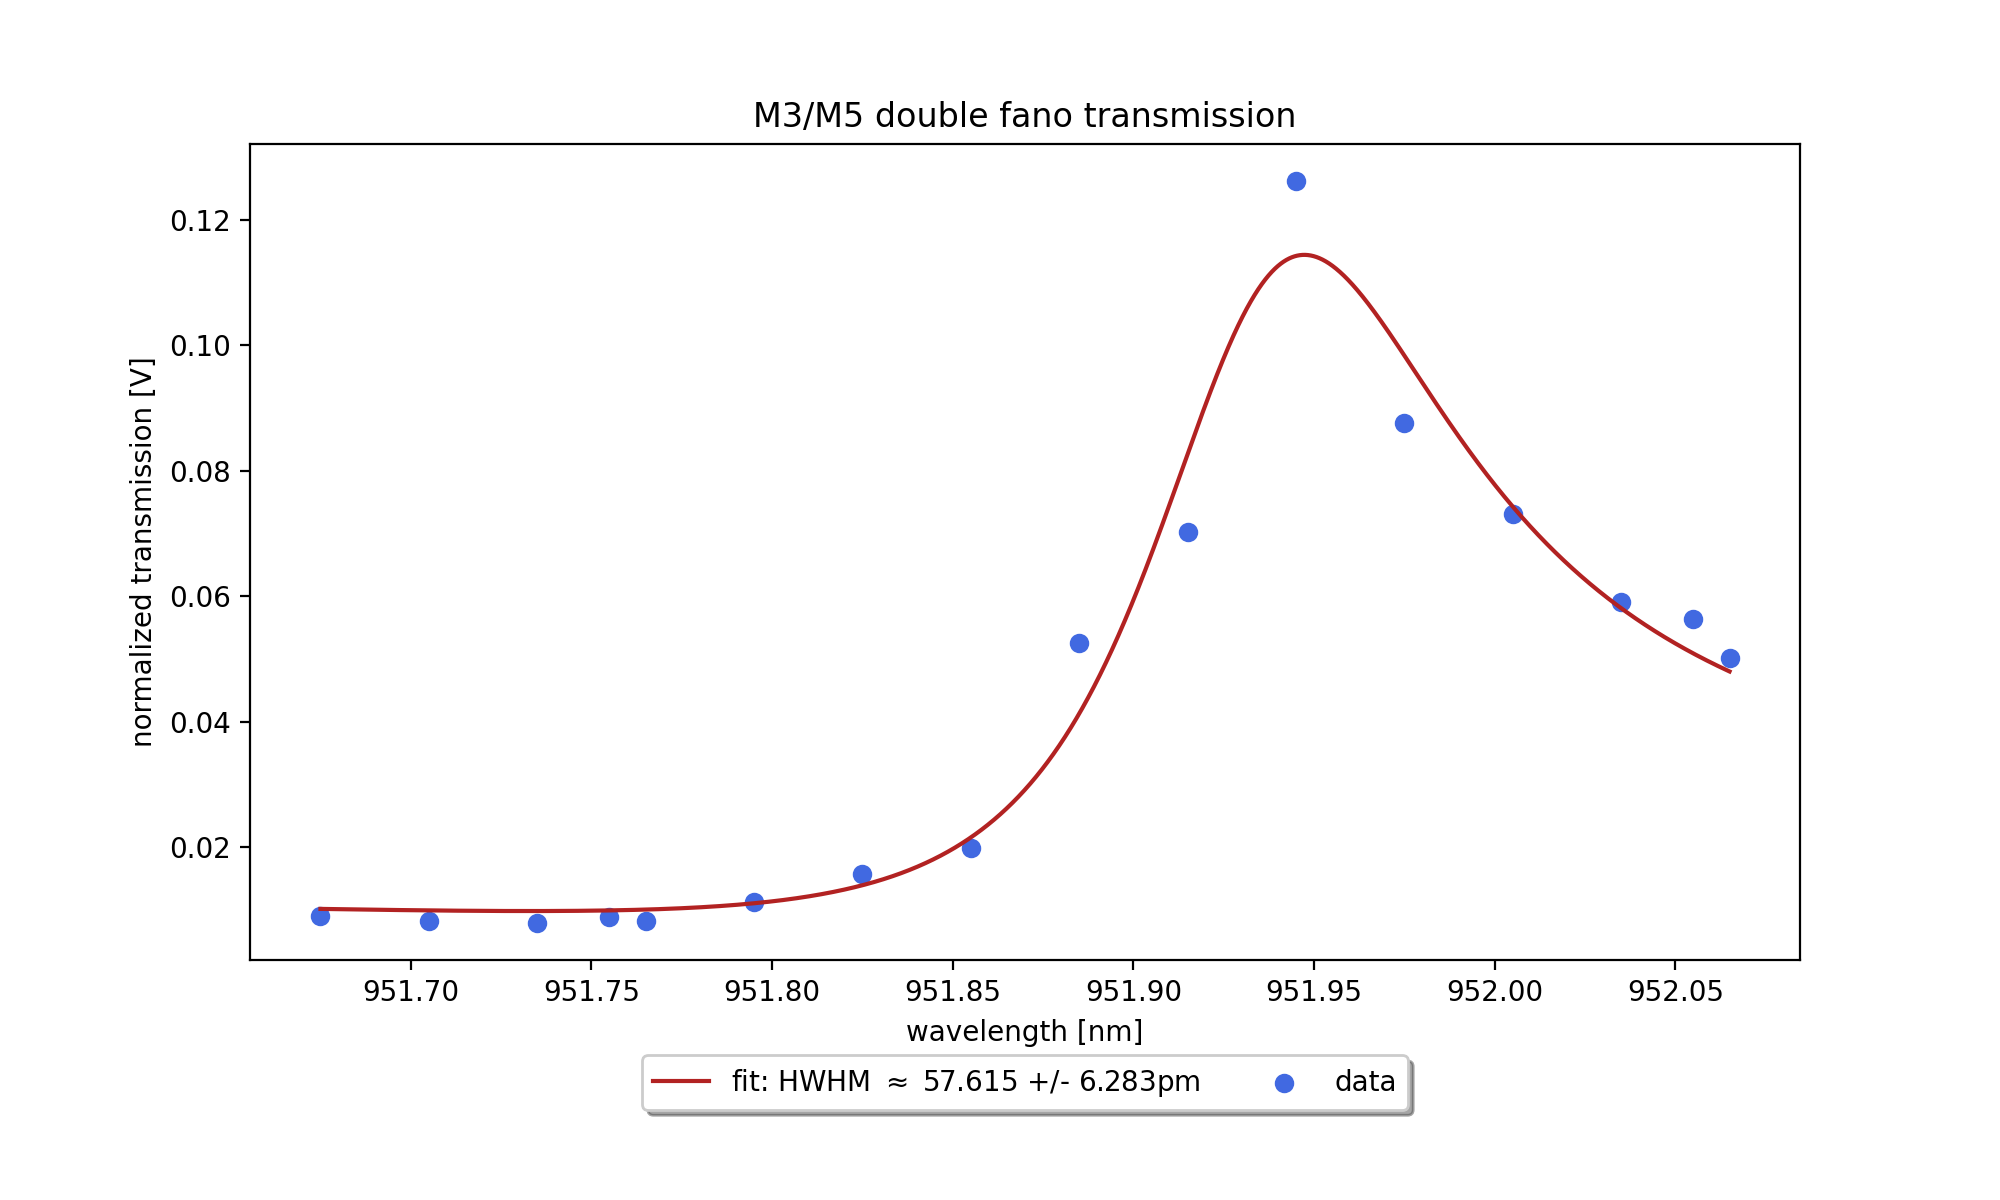 M3/M5 double fano transmission
normalized transmission [V]
0.12
0.10
0.08
0.06
0.04
0.02
951.70 951.75 951.80 951.85 951.90 951.95 952.00 952.05
wavelength [nm]
fit: HWHM ≈ 57.615 +/- 6.283pm data